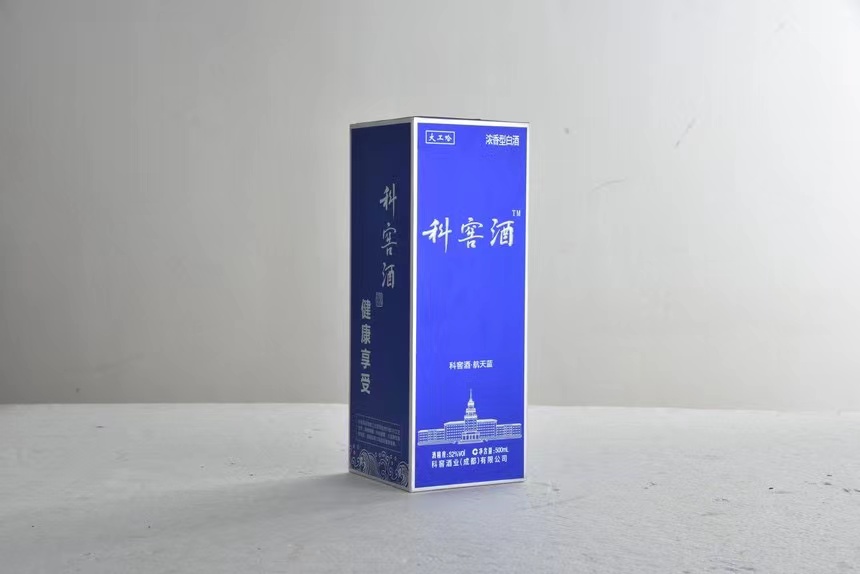 大工哈
浓香型白酒
科窖酒™
科窖酒·航天蓝
酒精度:52%vol 净含量:500mL
科窖酒业(成都)有限公司
科窖酒
健康享受